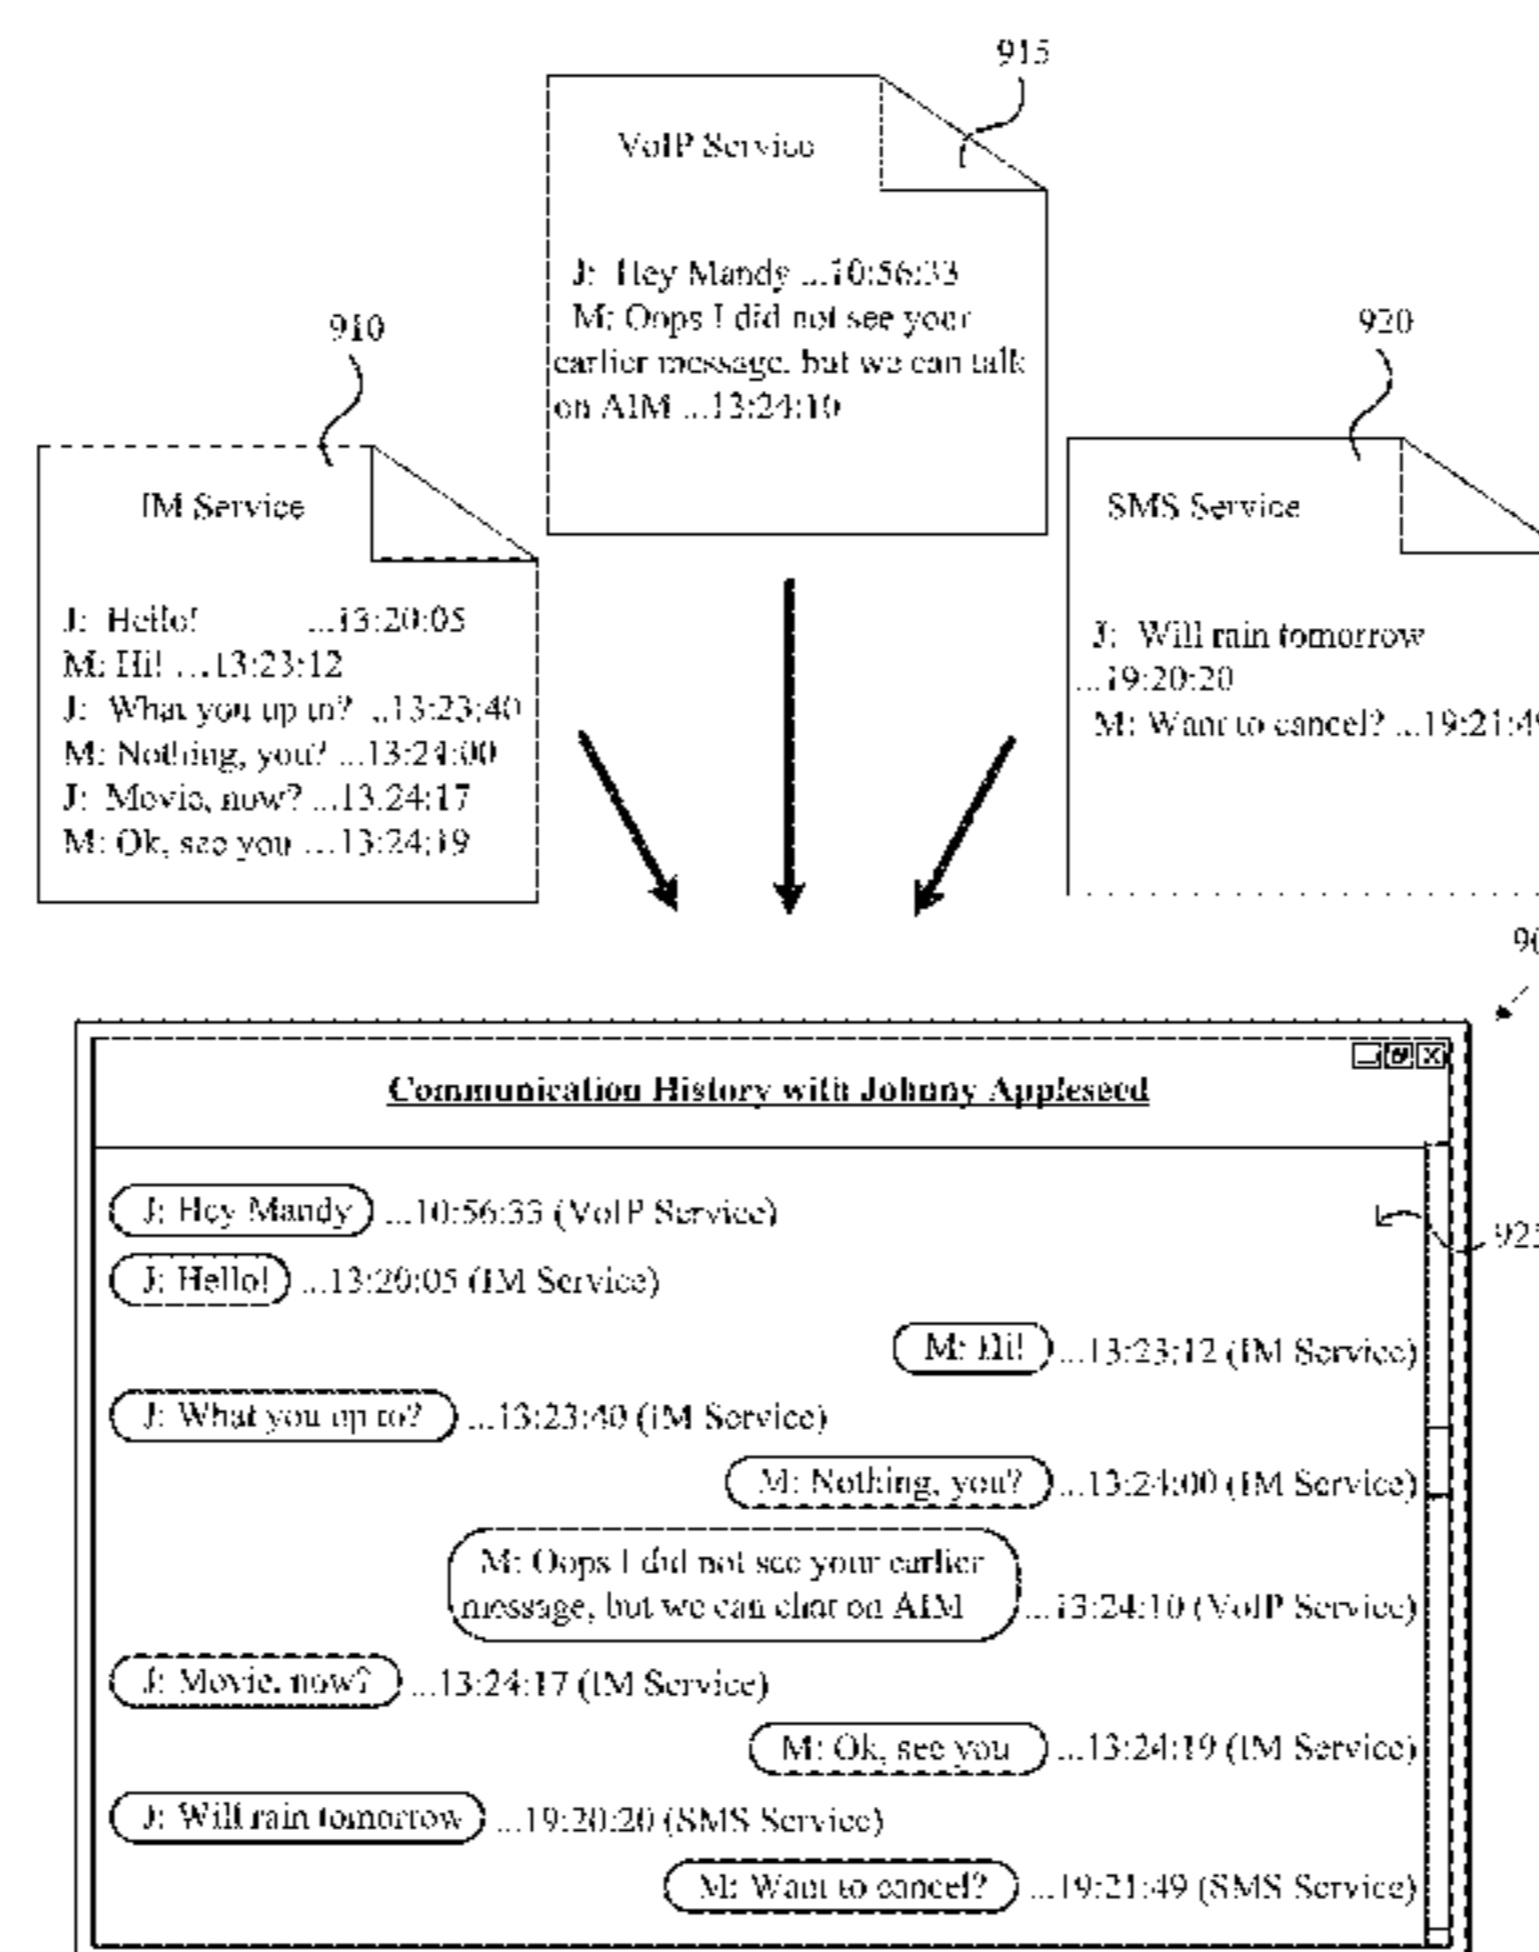 915
VoIP Service
J: Hey Mandy ...10:56:33
M: Oops I did not see your
earlier message, but we can talk
on AIM ...13:24:10
910
IM Service
J: Hello! ...13:20:05
M: Hi! ...13:23:12
J: What you up to? ...13:23:40
M: Nothing, you? ...13:24:00
J: Movie, now? ...13:24:17
M: Ok, see you ...13:24:19
920
SMS Service
J: Will rain tomorrow
...19:20:20
M: Want to cancel? ...19:21:49
Communication History with Johnny Appleseed
J: Hey Mandy ...10:56:33 (VoIP Service)
925
J: Hello! ...13:20:05 (IM Service)
M: Hi! ...13:23:12 (IM Service)
J: What you up to? ...13:23:40 (IM Service)
M: Nothing, you? ...13:24:00 (IM Service)
M: Oops I did not see your earlier
message, but we can chat on AIM ...13:24:10 (VoIP Service)
J: Movie, now? ...13:24:17 (IM Service)
M: Ok, see you ...13:24:19 (IM Service)
J: Will rain tomorrow ...19:20:20 (SMS Service)
M: Want to cancel? ...19:21:49 (SMS Service)